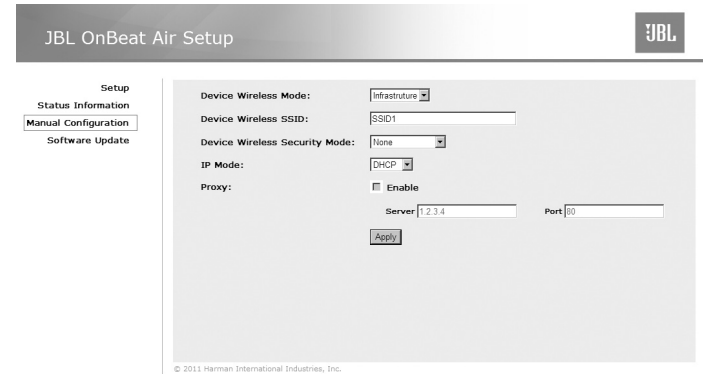 JBL OnBeat Air Setup
JBL
Setup
Status Information
Manual Configuration
Software Update
Device Wireless Mode: Infrastruture
Device Wireless SSID: SSID1
Device Wireless Security Mode: None
IP Mode: DHCP
Proxy: Enable
Server 1.2.3.4 Port 80
Apply
© 2011 Harman International Industries, Inc.